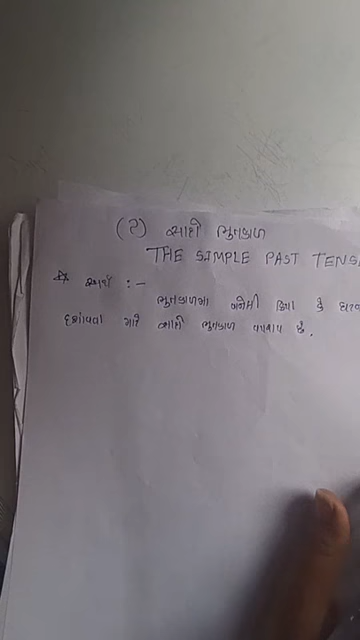 (૨) સાદો ભુતકાળ
THE SIMPLE PAST TENS
* અર્થ :-
ભુતકાળમાં બનેલી ક્રિયા કે
દર્શાવવા માટે સાદો ભુતકાળ વપરાય છે.